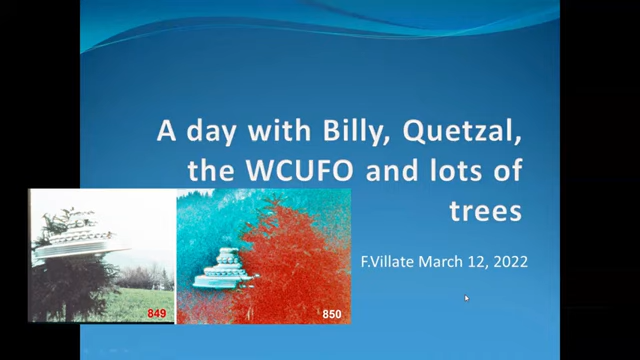 A day with Billy, Quetzal,
the WCUFO and lots of
trees
F.Villate March 12, 2022
849
850